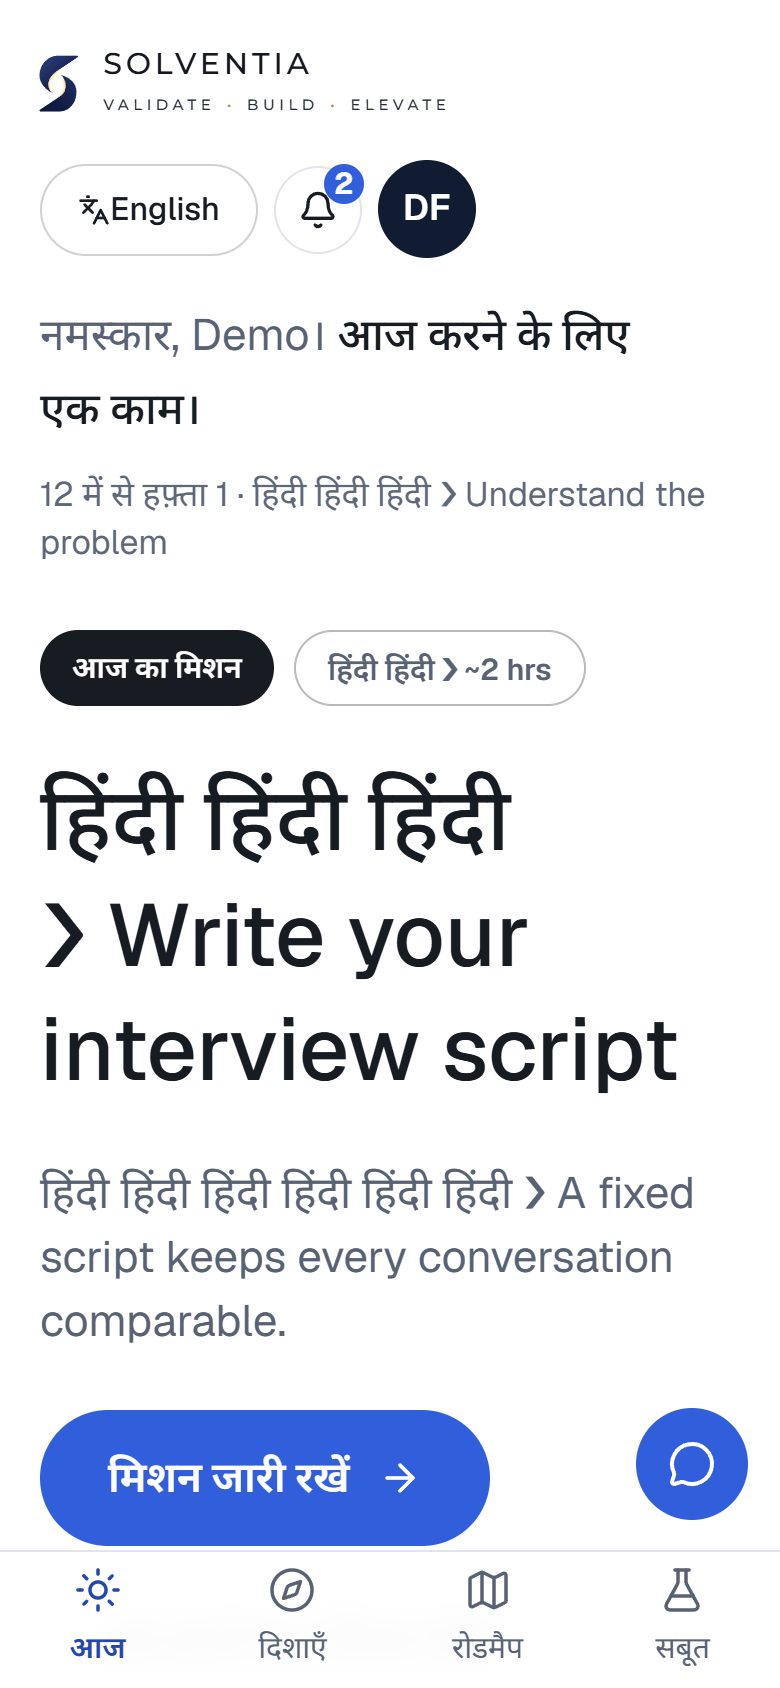 SOLVENTIA
VALIDATE · BUILD · ELEVATE
English
2
DF
नमस्कार, Demo। आज करने के लिए
एक काम।
12 में से हफ़्ता 1 · हिंदी हिंदी हिंदी ❯ Understand the
problem
आज का मिशन
हिंदी हिंदी ❯ ~2 hrs
हिंदी हिंदी हिंदी
❯ Write your
interview script
हिंदी हिंदी हिंदी हिंदी हिंदी हिंदी ❯ A fixed
script keeps every conversation
comparable.
मिशन जारी रखें →
आज
दिशाएँ
रोडमैप
सबूत